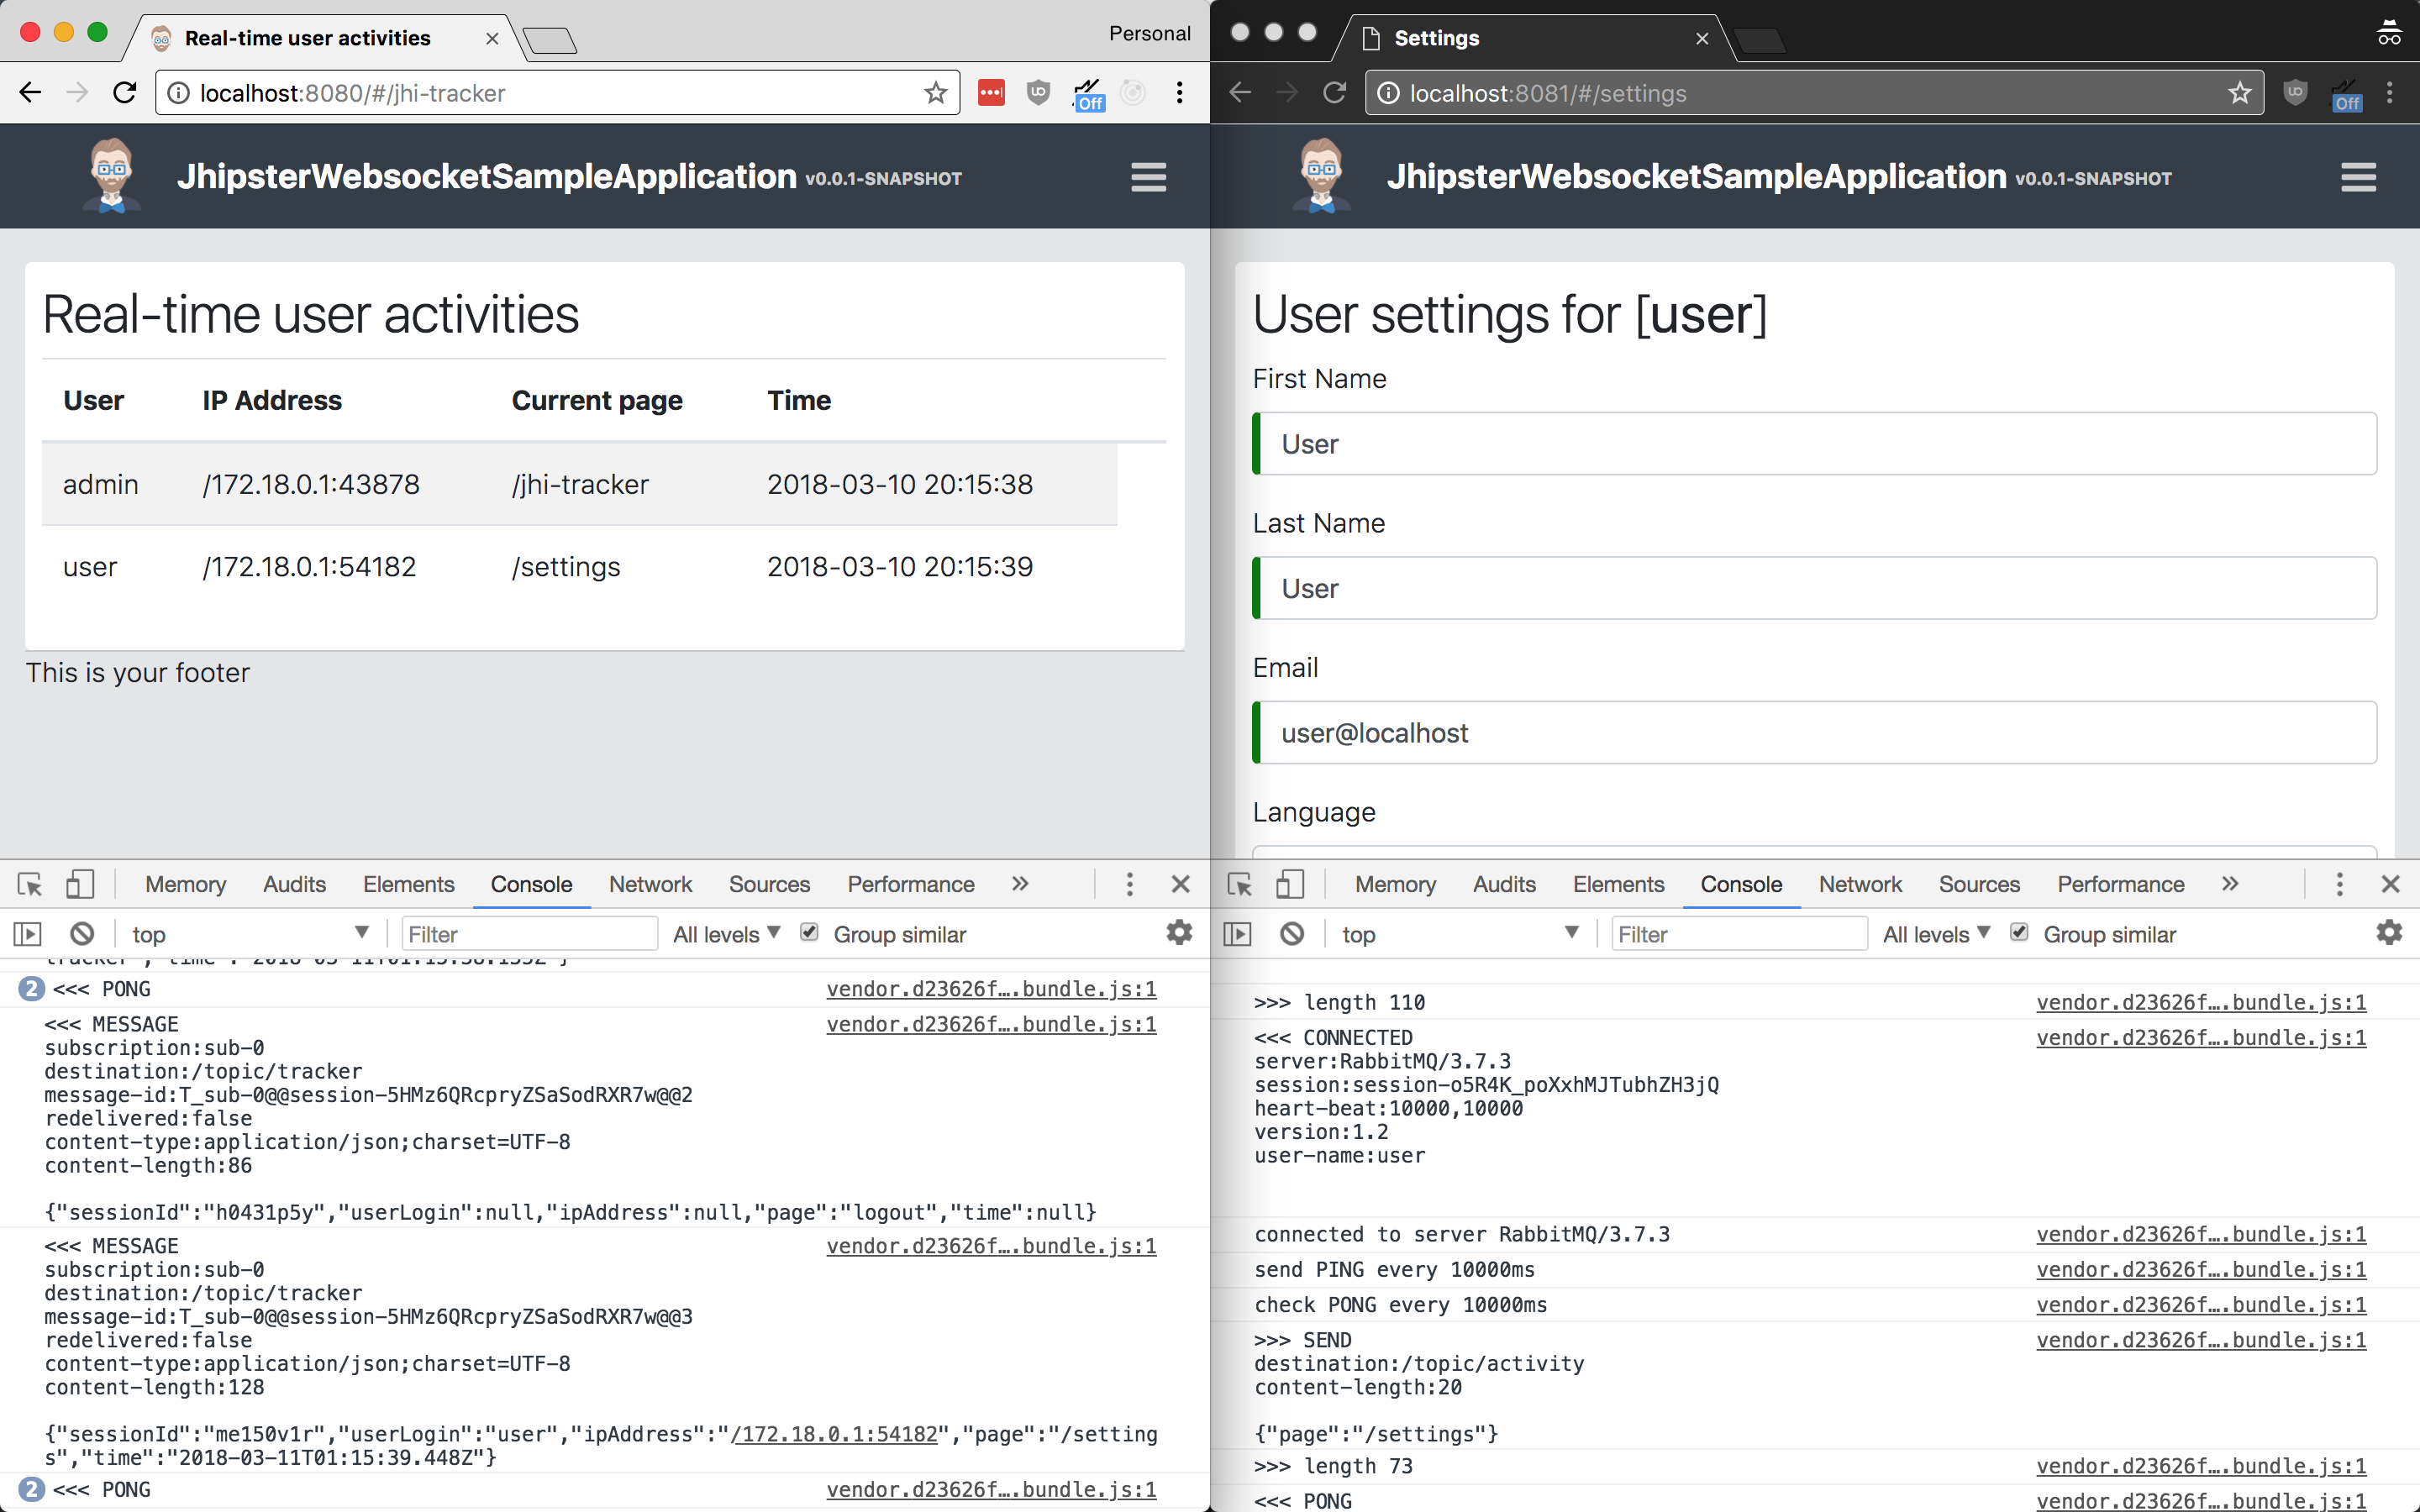 Real-time user activities
Personal
localhost:8080/#/jhi-tracker
Off
JhipsterWebsocketSampleApplication v0.0.1-SNAPSHOT
Real-time user activities
User IP Address Current page Time
admin /172.18.0.1:43878 /jhi-tracker 2018-03-10 20:15:38
user /172.18.0.1:54182 /settings 2018-03-10 20:15:39
This is your footer
Memory Audits Elements Console Network Sources Performance »
top Filter All levels Group similar
2 <<< PONG vendor.d23626f….bundle.js:1
<<< MESSAGE vendor.d23626f….bundle.js:1
subscription:sub-0
destination:/topic/tracker
message-id:T_sub-0@@session-5HMz6QRcpryZSaSodRXR7w@@2
redelivered:false
content-type:application/json;charset=UTF-8
content-length:86
{"sessionId":"h0431p5y","userLogin":null,"ipAddress":null,"page":"logout","time":null}
<<< MESSAGE vendor.d23626f….bundle.js:1
subscription:sub-0
destination:/topic/tracker
message-id:T_sub-0@@session-5HMz6QRcpryZSaSodRXR7w@@3
redelivered:false
content-type:application/json;charset=UTF-8
content-length:128
{"sessionId":"me150v1r","userLogin":"user","ipAddress":"/172.18.0.1:54182","page":"/setting
s","time":"2018-03-11T01:15:39.448Z"}
2 <<< PONG vendor.d23626f….bundle.js:1
Settings
localhost:8081/#/settings
Off
JhipsterWebsocketSampleApplication v0.0.1-SNAPSHOT
User settings for [user]
First Name
User
Last Name
User
Email
user@localhost
Language
Memory Audits Elements Console Network Sources Performance »
top Filter All levels Group similar
>>> length 110 vendor.d23626f….bundle.js:1
<<< CONNECTED vendor.d23626f….bundle.js:1
server:RabbitMQ/3.7.3
session:session-o5R4K_poXxhMJTubhZH3jQ
heart-beat:10000,10000
version:1.2
user-name:user
connected to server RabbitMQ/3.7.3 vendor.d23626f….bundle.js:1
send PING every 10000ms vendor.d23626f….bundle.js:1
check PONG every 10000ms vendor.d23626f….bundle.js:1
>>> SEND vendor.d23626f….bundle.js:1
destination:/topic/activity
content-length:20
{"page":"/settings"}
>>> length 73 vendor.d23626f….bundle.js:1
<<< PONG vendor.d23626f….bundle.js:1